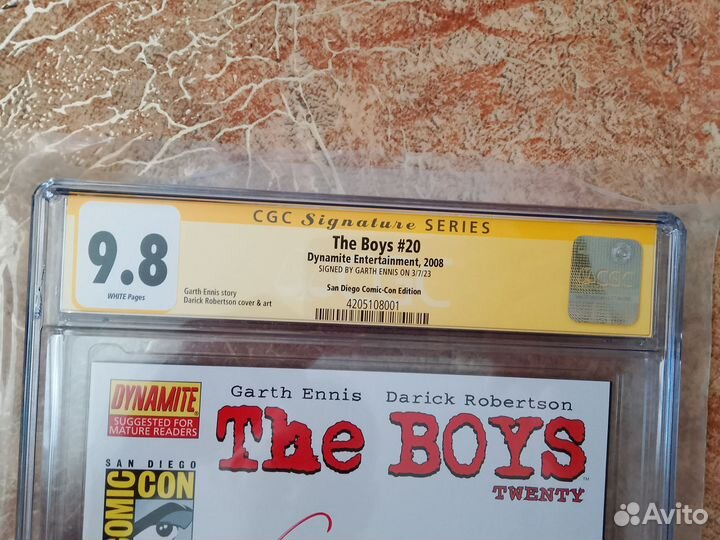 CGC Signature SERIES
9.8
WHITE Pages
The Boys #20
Dynamite Entertainment, 2008
SIGNED BY GARTH ENNIS ON 3/7/23
San Diego Comic-Con Edition
Garth Ennis story
Darick Robertson cover & art
4205108001
CGC
DYNAMITE
SUGGESTED FOR
MATURE READERS
Garth Ennis Darick Robertson
The BOYS
TWENTY
SAN DIEGO
COMIC CON
Avito